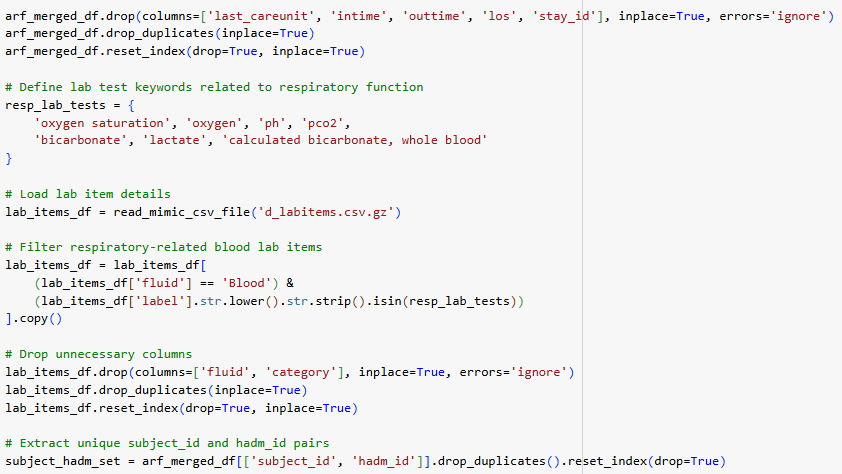 arf_merged_df.drop(columns=['last_careunit', 'intime', 'outtime', 'los', 'stay_id'], inplace=True, errors='ignore')
arf_merged_df.drop_duplicates(inplace=True)
arf_merged_df.reset_index(drop=True, inplace=True)

# Define lab test keywords related to respiratory function
resp_lab_tests = {
    'oxygen saturation', 'oxygen', 'ph', 'pco2',
    'bicarbonate', 'lactate', 'calculated bicarbonate, whole blood'
}

# Load lab item details
lab_items_df = read_mimic_csv_file('d_labitems.csv.gz')

# Filter respiratory-related blood lab items
lab_items_df = lab_items_df[
    (lab_items_df['fluid'] == 'Blood') &
    (lab_items_df['label'].str.lower().str.strip().isin(resp_lab_tests))
].copy()

# Drop unnecessary columns
lab_items_df.drop(columns=['fluid', 'category'], inplace=True, errors='ignore')
lab_items_df.drop_duplicates(inplace=True)
lab_items_df.reset_index(drop=True, inplace=True)

# Extract unique subject_id and hadm_id pairs
subject_hadm_set = arf_merged_df[['subject_id', 'hadm_id']].drop_duplicates().reset_index(drop=True)